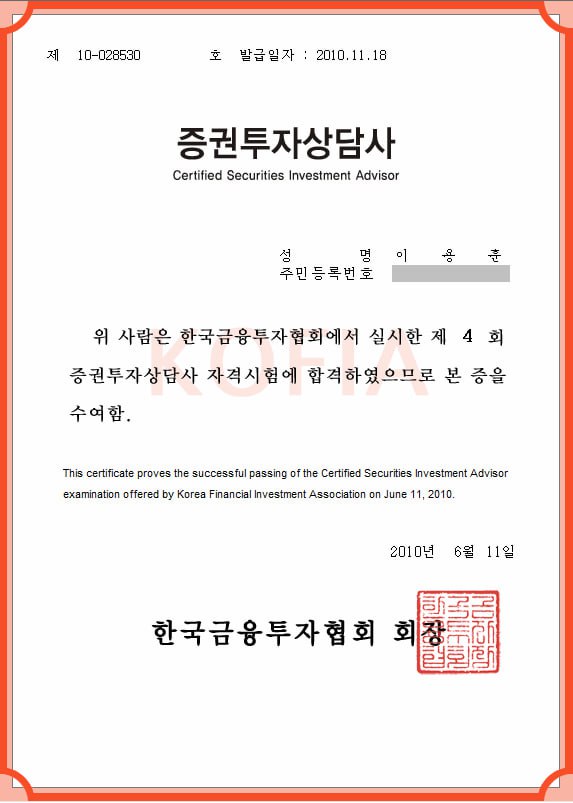 제 10-028530 호 발급일자 : 2010.11.18
증권투자상담사
Certified Securities Investment Advisor
성 명 이 용 훈
주민등록번호
KOFIA
위 사람은 한국금융투자협회에서 실시한 제 4 회
증권투자상담사 자격시험에 합격하였으므로 본 증을
수여함.
This certificate proves the successful passing of the Certified Securities Investment Advisor
examination offered by Korea Financial Investment Association on June 11, 2010.
2010년 6월 11일
한국금융투자협회 회장